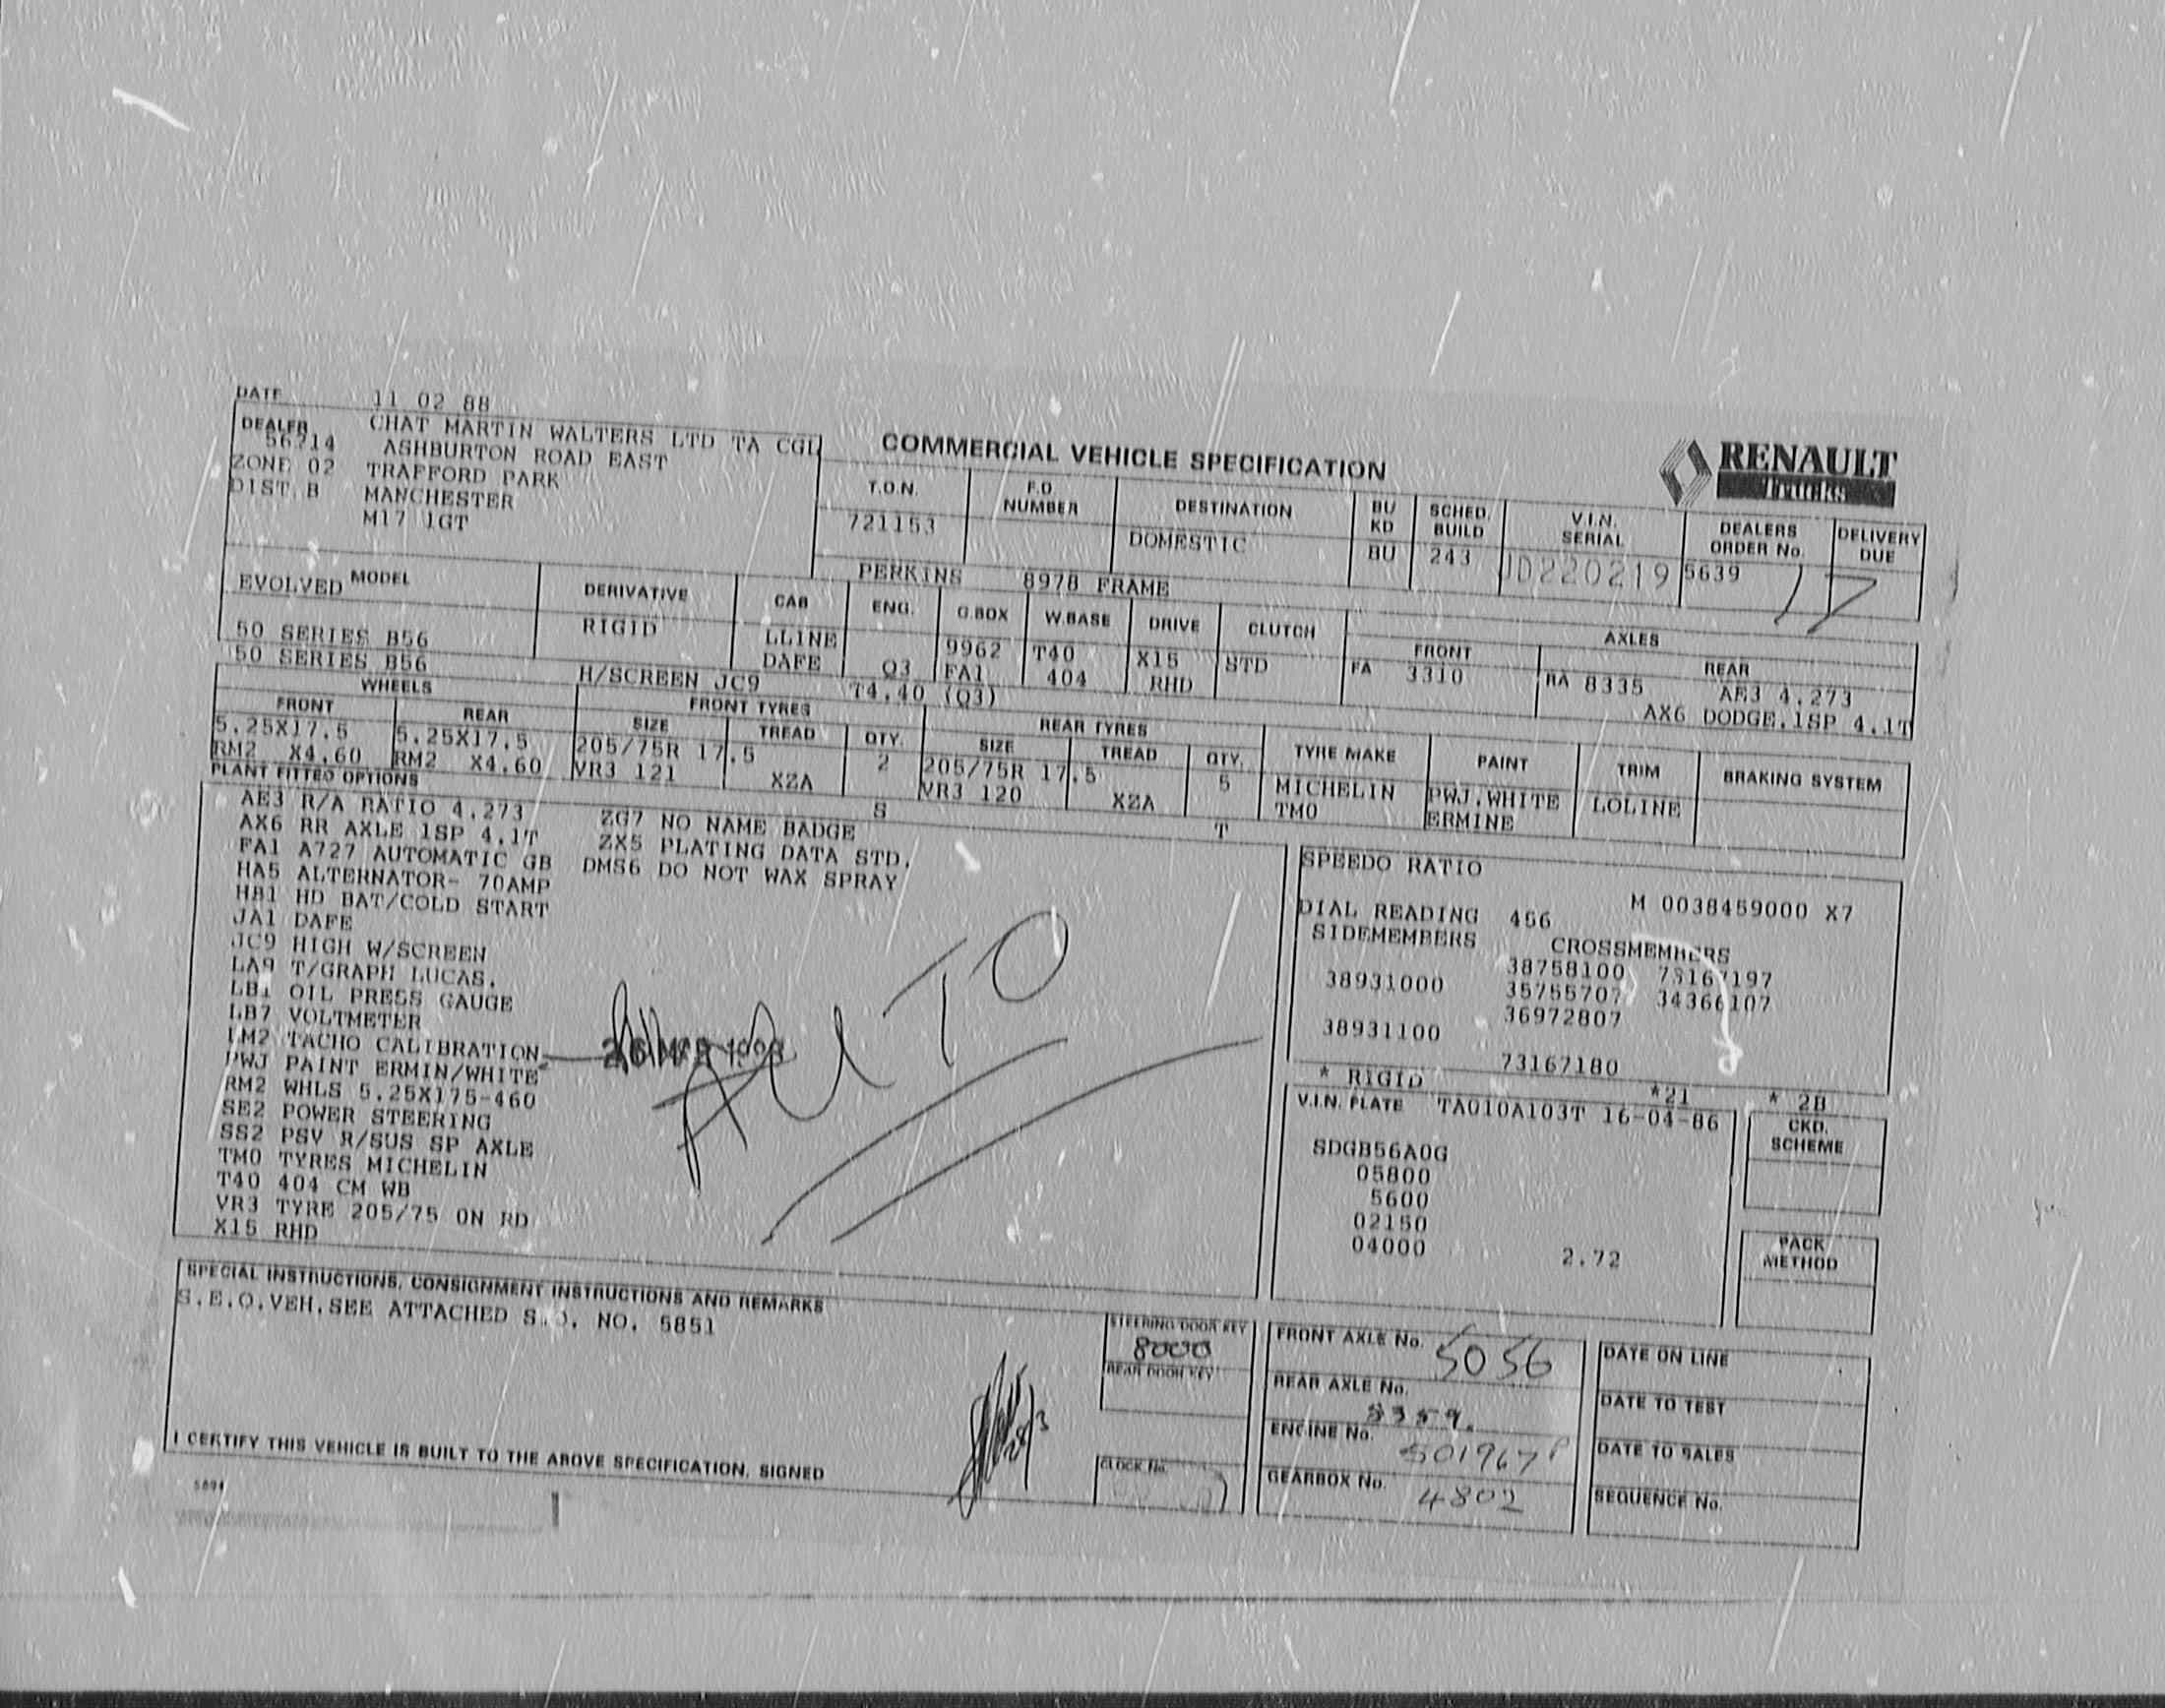 DATE 11 02 88
DEALER CHAT MARTIN WALTERS LTD TA CGL
56714 ASHBURTON ROAD EAST
ZONE 02 TRAFFORD PARK
DIST. B MANCHESTER
M17 1GT
COMMERCIAL VEHICLE SPECIFICATION
RENAULT
Trucks
T.O.N. F.O. NUMBER DESTINATION BU KD SCHED. BUILD V.I.N. SERIAL DEALERS ORDER No. DELIVERY DUE
721153 DOMESTIC BU 243 JD220219 5639 17
PERKINS 8978 FRAME
MODEL DERIVATIVE CAB ENG. G.BOX W.BASE DRIVE CLUTCH AXLES
FRONT REAR
EVOLVED RIGID LLINE 9962 T40 X15 STD FA 3310 RA 8335 AE3 4.273
50 SERIES B56 DAFE Q3 FA1 404 RHD AX6 DODGE.1SP 4.1T
50 SERIES B56 H/SCREEN JC9 T4.40 (Q3)
WHEELS FRONT TYRES REAR TYRES
FRONT REAR SIZE TREAD QTY. SIZE TREAD QTY. TYRE MAKE PAINT TRIM BRAKING SYSTEM
5.25X17.5 5.25X17.5 205/75R 17.5 2 205/75R 17.5 5 MICHELIN PWJ.WHITE LOLINE
RM2 X4.60 RM2 X4.60 VR3 121 XZA VR3 120 XZA TM0 ERMINE
S T
PLANT FITTED OPTIONS
AE3 R/A RATIO 4.273 ZG7 NO NAME BADGE
AX6 RR AXLE 1SP 4.1T ZX5 PLATING DATA STD.
FA1 A727 AUTOMATIC GB DMS6 DO NOT WAX SPRAY
HA5 ALTERNATOR- 70AMP
HB1 HD BAT/COLD START
JA1 DAFE
JC9 HIGH W/SCREEN
LA9 T/GRAPH LUCAS.
LB1 OIL PRESS GAUGE
LB7 VOLTMETER
LM2 TACHO CALIBRATION
PWJ PAINT ERMIN/WHITE
RM2 WHLS 5.25X175-460
SE2 POWER STEERING
SS2 PSV R/SUS SP AXLE
TM0 TYRES MICHELIN
T40 404 CM WB
VR3 TYRE 205/75 ON RD
X15 RHD
AUTO
SPEEDO RATIO
M 0038459000 X7
DIAL READING 456
SIDEMEMBERS CROSSMEMBERS
38758100 73167197
38931000 35755707 34366107
36972807
38931100
73167180
* RIGID *21 * 2B
V.I.N. PLATE TA010A103T 16-04-86
SDGB56A0G
05800
5600
02150
04000 2.72
CKD. SCHEME
PACK METHOD
SPECIAL INSTRUCTIONS, CONSIGNMENT INSTRUCTIONS AND REMARKS
S.E.O.VEH.SEE ATTACHED NO. 5851
STEERING/DOOR KEY
8000
REAR DOOR KEY
CLOCK No.
FRONT AXLE No. 5056
REAR AXLE No. 8359.
ENGINE No. 501967P
GEARBOX No. 4802
DATE ON LINE
DATE TO TEST
DATE TO SALES
SEQUENCE No.
I CERTIFY THIS VEHICLE IS BUILT TO THE ABOVE SPECIFICATION, SIGNED